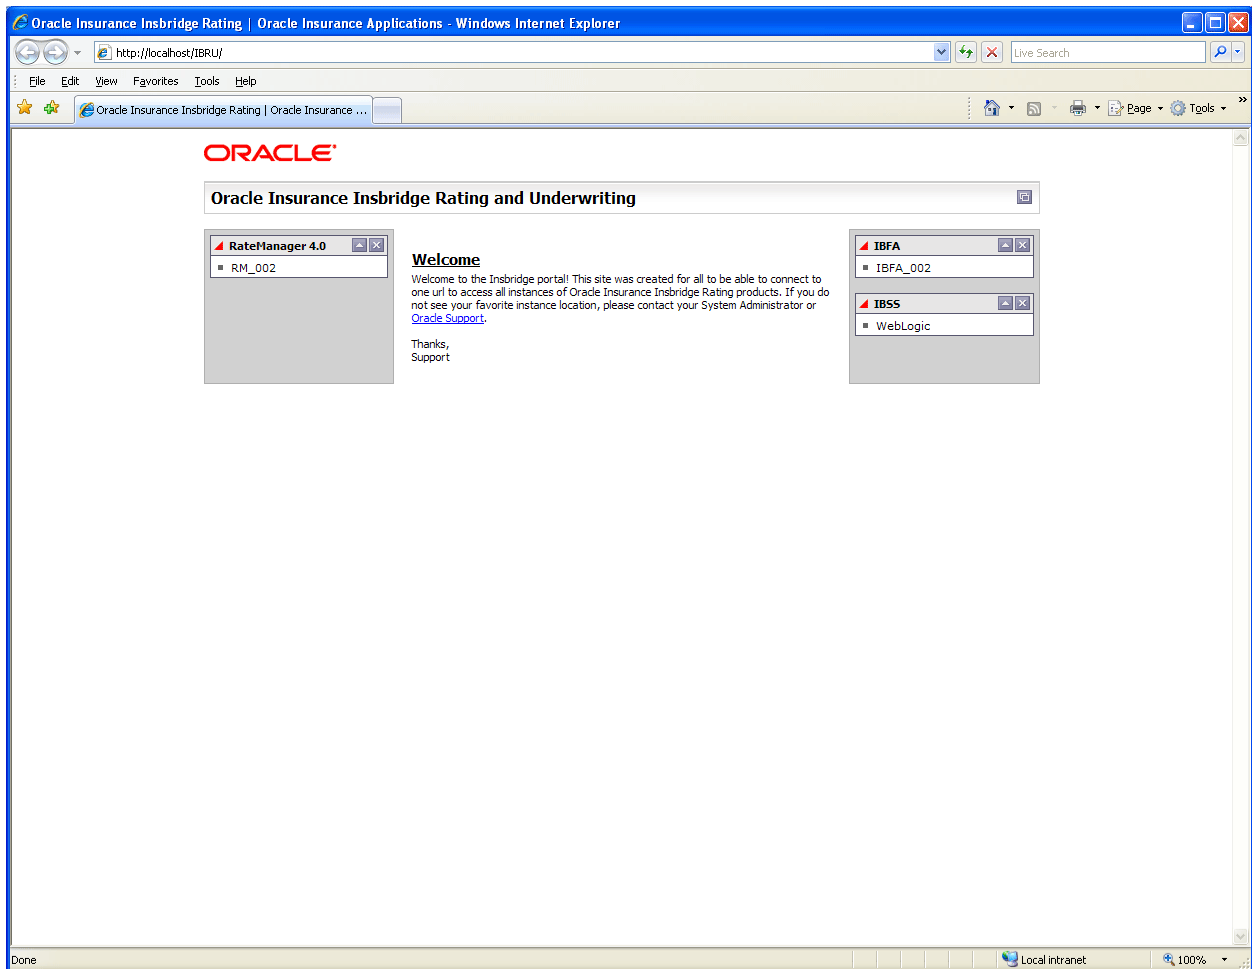 Oracle Insurance Insbridge Rating | Oracle Insurance Applications - Windows Internet Explorer
http://localhost/IBRU/
Live Search
File Edit View Favorites Tools Help
Oracle Insurance Insbridge Rating | Oracle Insurance ...
Page Tools »
ORACLE
Oracle Insurance Insbridge Rating and Underwriting
RateManager 4.0
RM_002
Welcome
Welcome to the Insbridge portal! This site was created for all to be able to connect to
one url to access all instances of Oracle Insurance Insbridge Rating products. If you do
not see your favorite instance location, please contact your System Administrator or
Oracle Support.
Thanks,
Support
IBFA
IBFA_002
IBSS
WebLogic
Done
Local intranet
100%